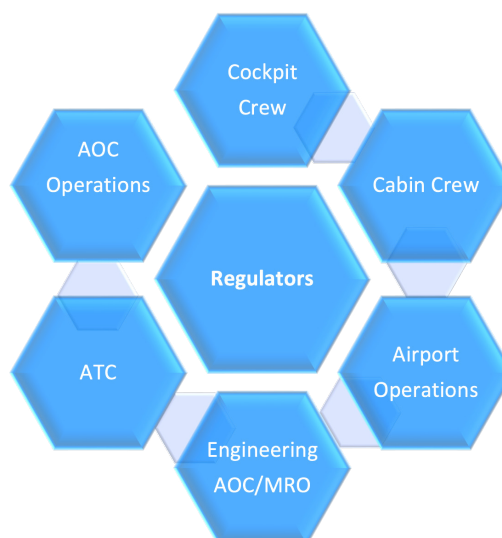 Cockpit
Crew
AOC
Operations
Cabin Crew
Regulators
ATC
Airport
Operations
Engineering
AOC/MRO